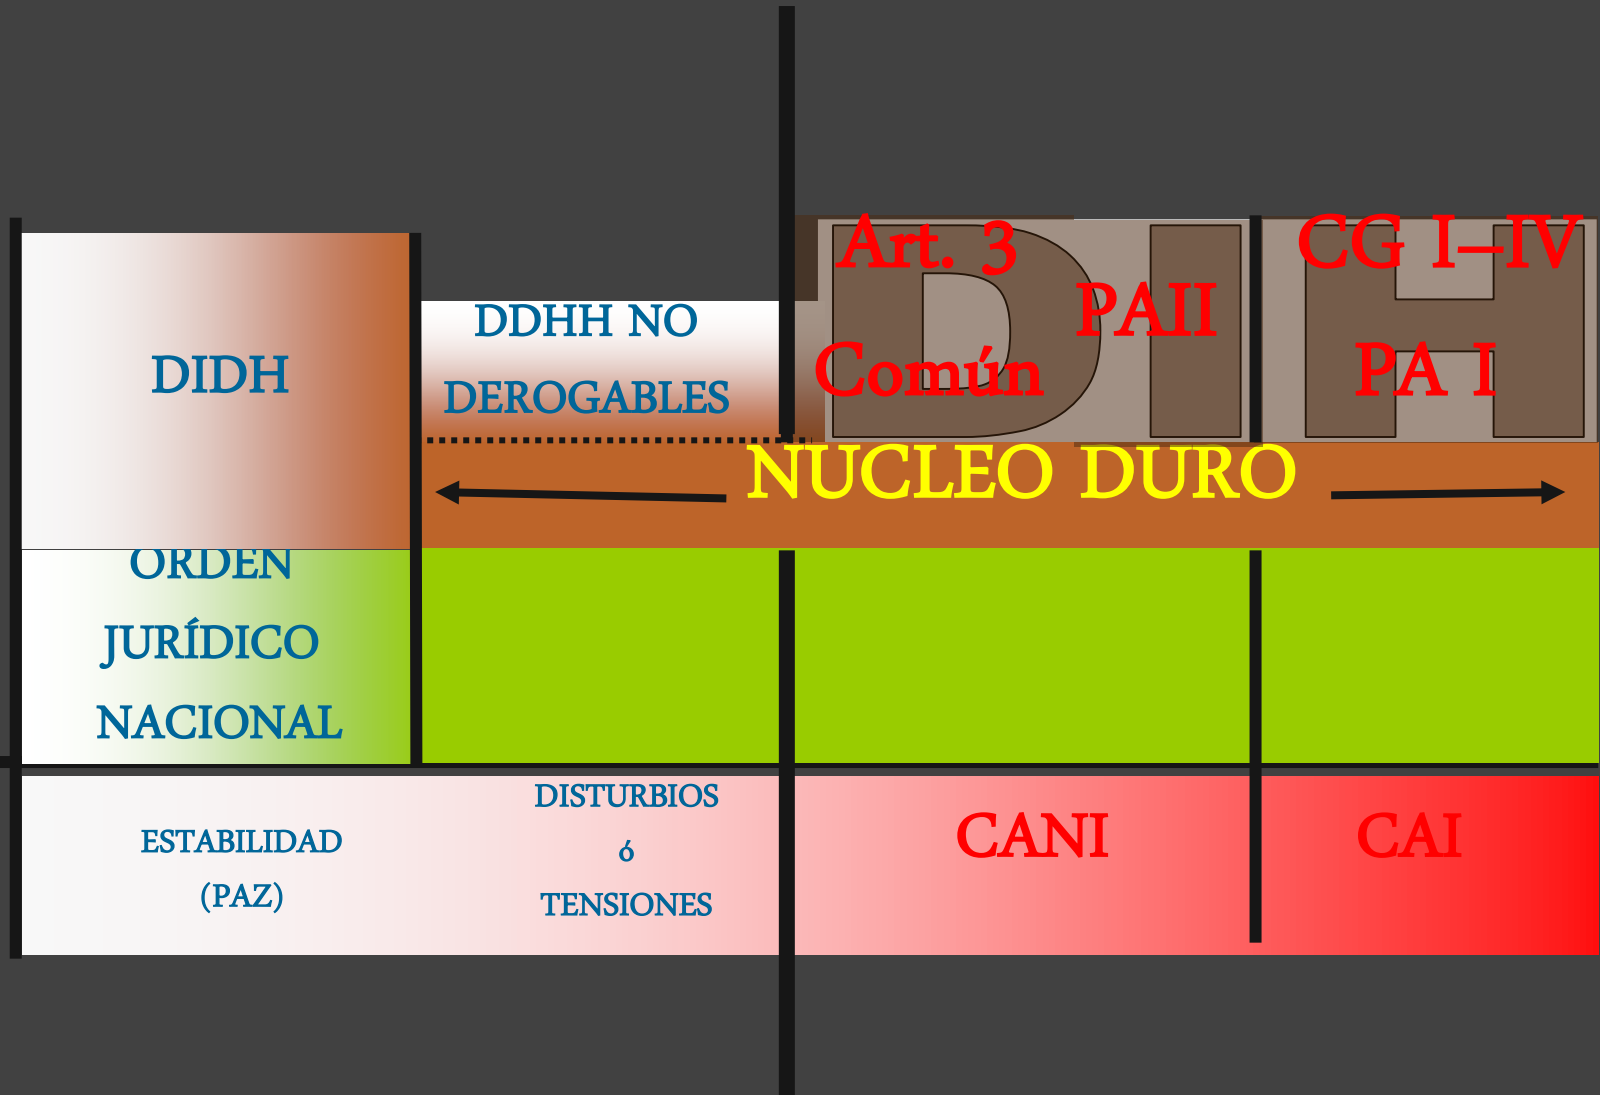 DIDH
DDHH NO
DEROGABLES
DIH
Art. 3
Común
PAII
CG I–IV
PA I
NUCLEO DURO
ORDEN
JURÍDICO
NACIONAL
ESTABILIDAD
(PAZ)
DISTURBIOS
ó
TENSIONES
CANI
CAI